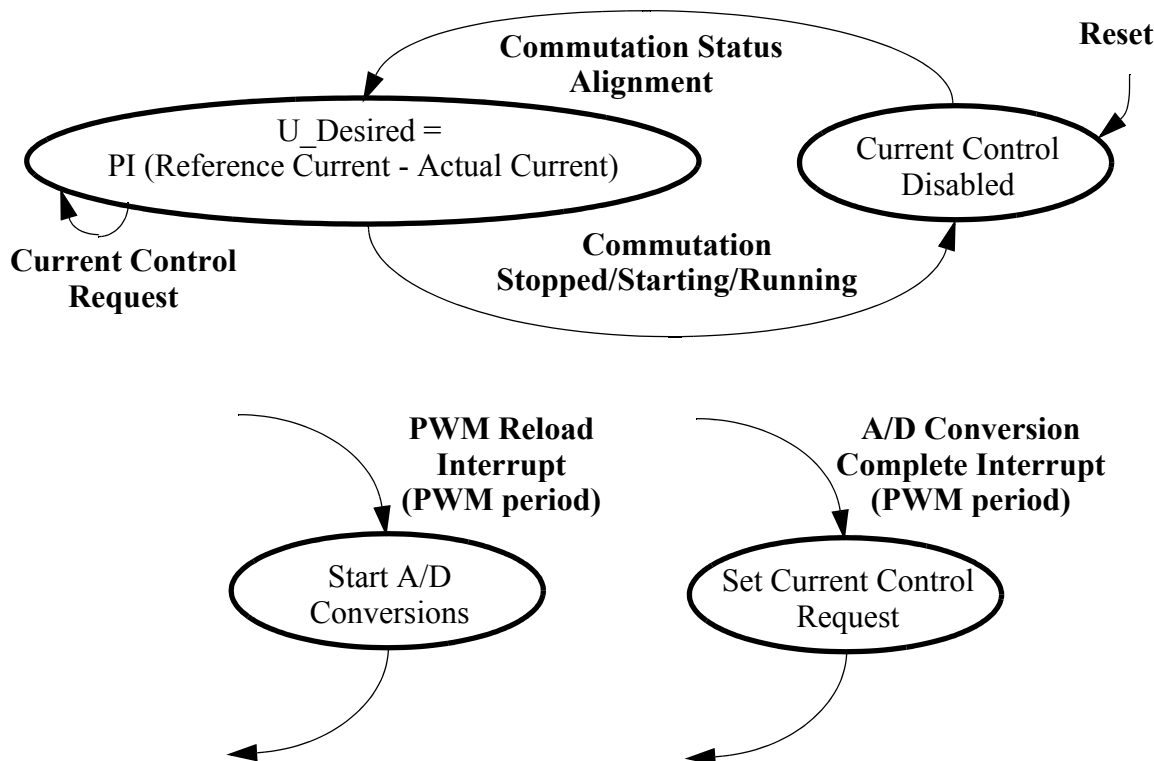 Commutation Status
Alignment
Reset
U_Desired =
PI (Reference Current - Actual Current)
Current Control
Disabled
Current Control
Request
Commutation
Stopped/Starting/Running
PWM Reload
Interrupt
(PWM period)
A/D Conversion
Complete Interrupt
(PWM period)
Start A/D
Conversions
Set Current Control
Request